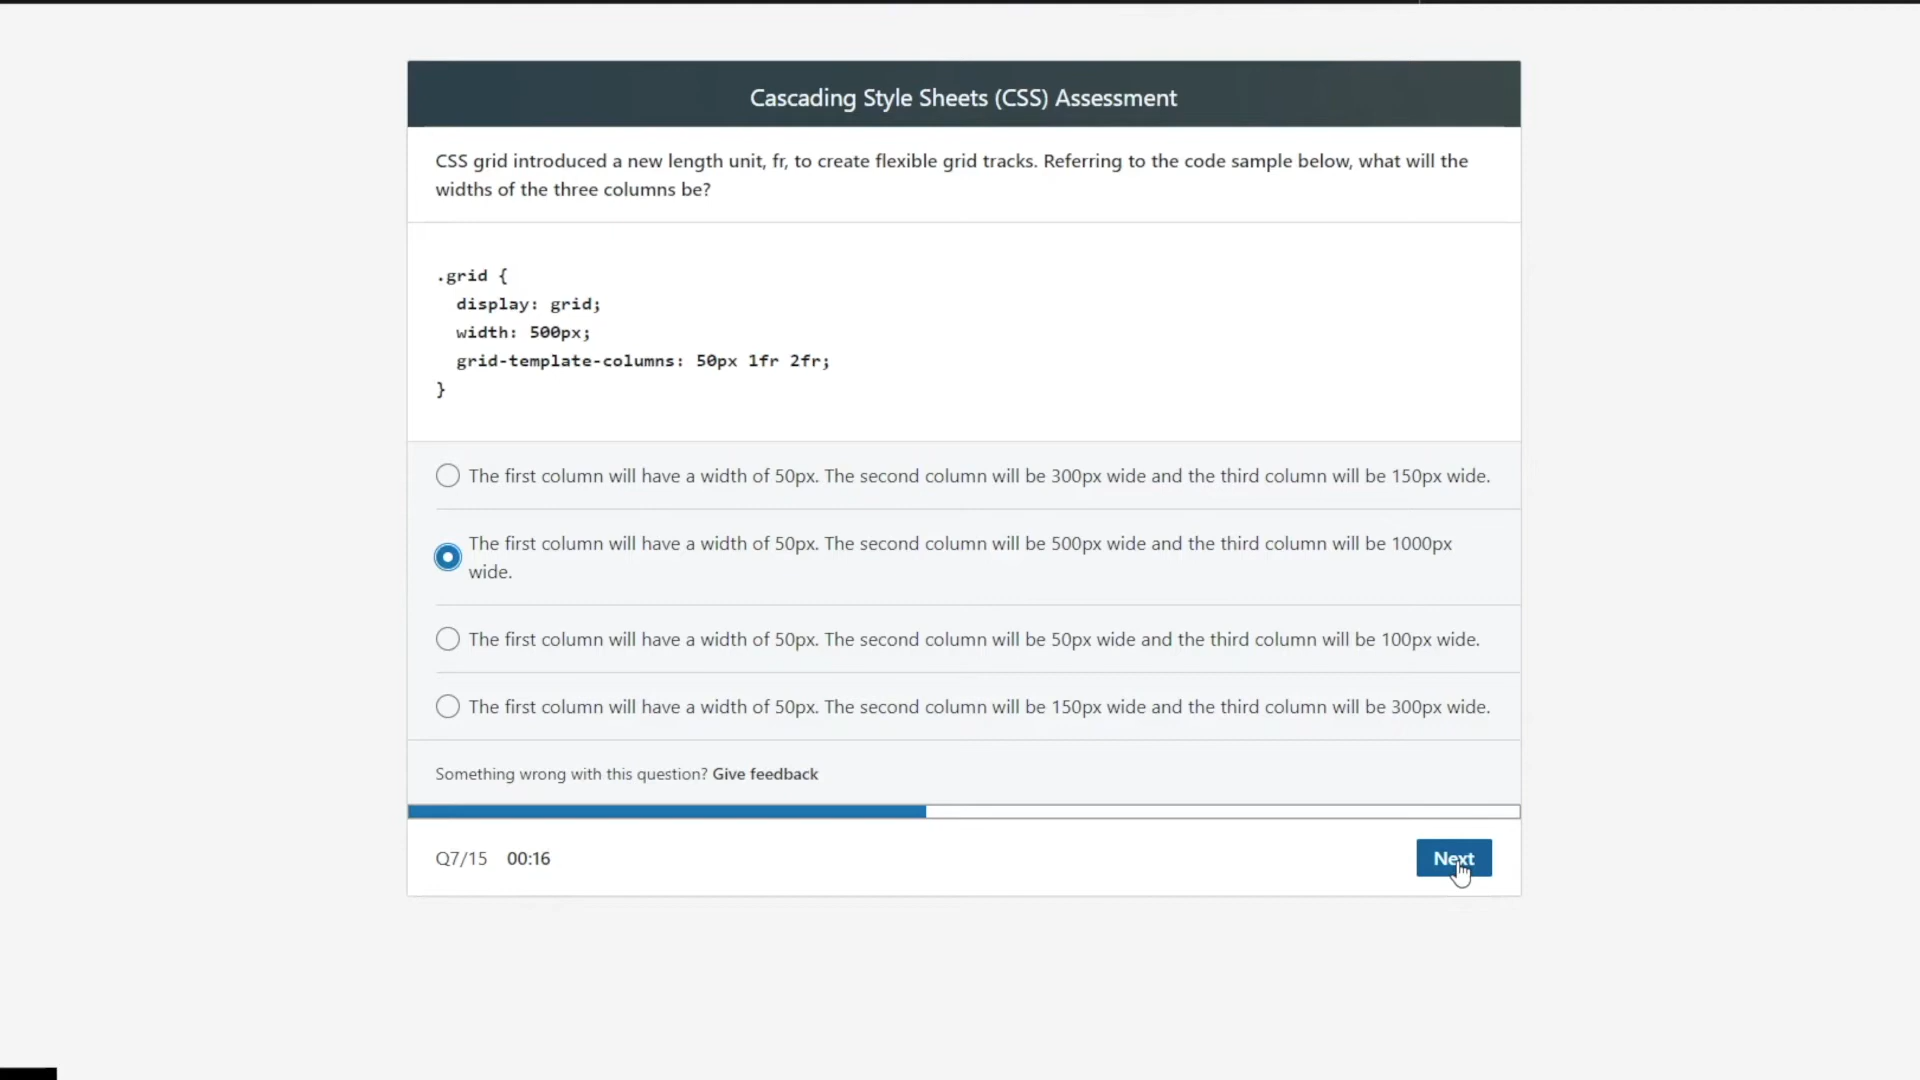 Cascading Style Sheets (CSS) Assessment
CSS grid introduced a new length unit, fr, to create flexible grid tracks. Referring to the code sample below, what will the
widths of the three columns be?
.grid {
  display: grid;
  width: 500px;
  grid-template-columns: 50px 1fr 2fr;
}
The first column will have a width of 50px. The second column will be 300px wide and the third column will be 150px wide.
The first column will have a width of 50px. The second column will be 500px wide and the third column will be 1000px
wide.
The first column will have a width of 50px. The second column will be 50px wide and the third column will be 100px wide.
The first column will have a width of 50px. The second column will be 150px wide and the third column will be 300px wide.
Something wrong with this question? Give feedback
Q7/15 00:16
Next